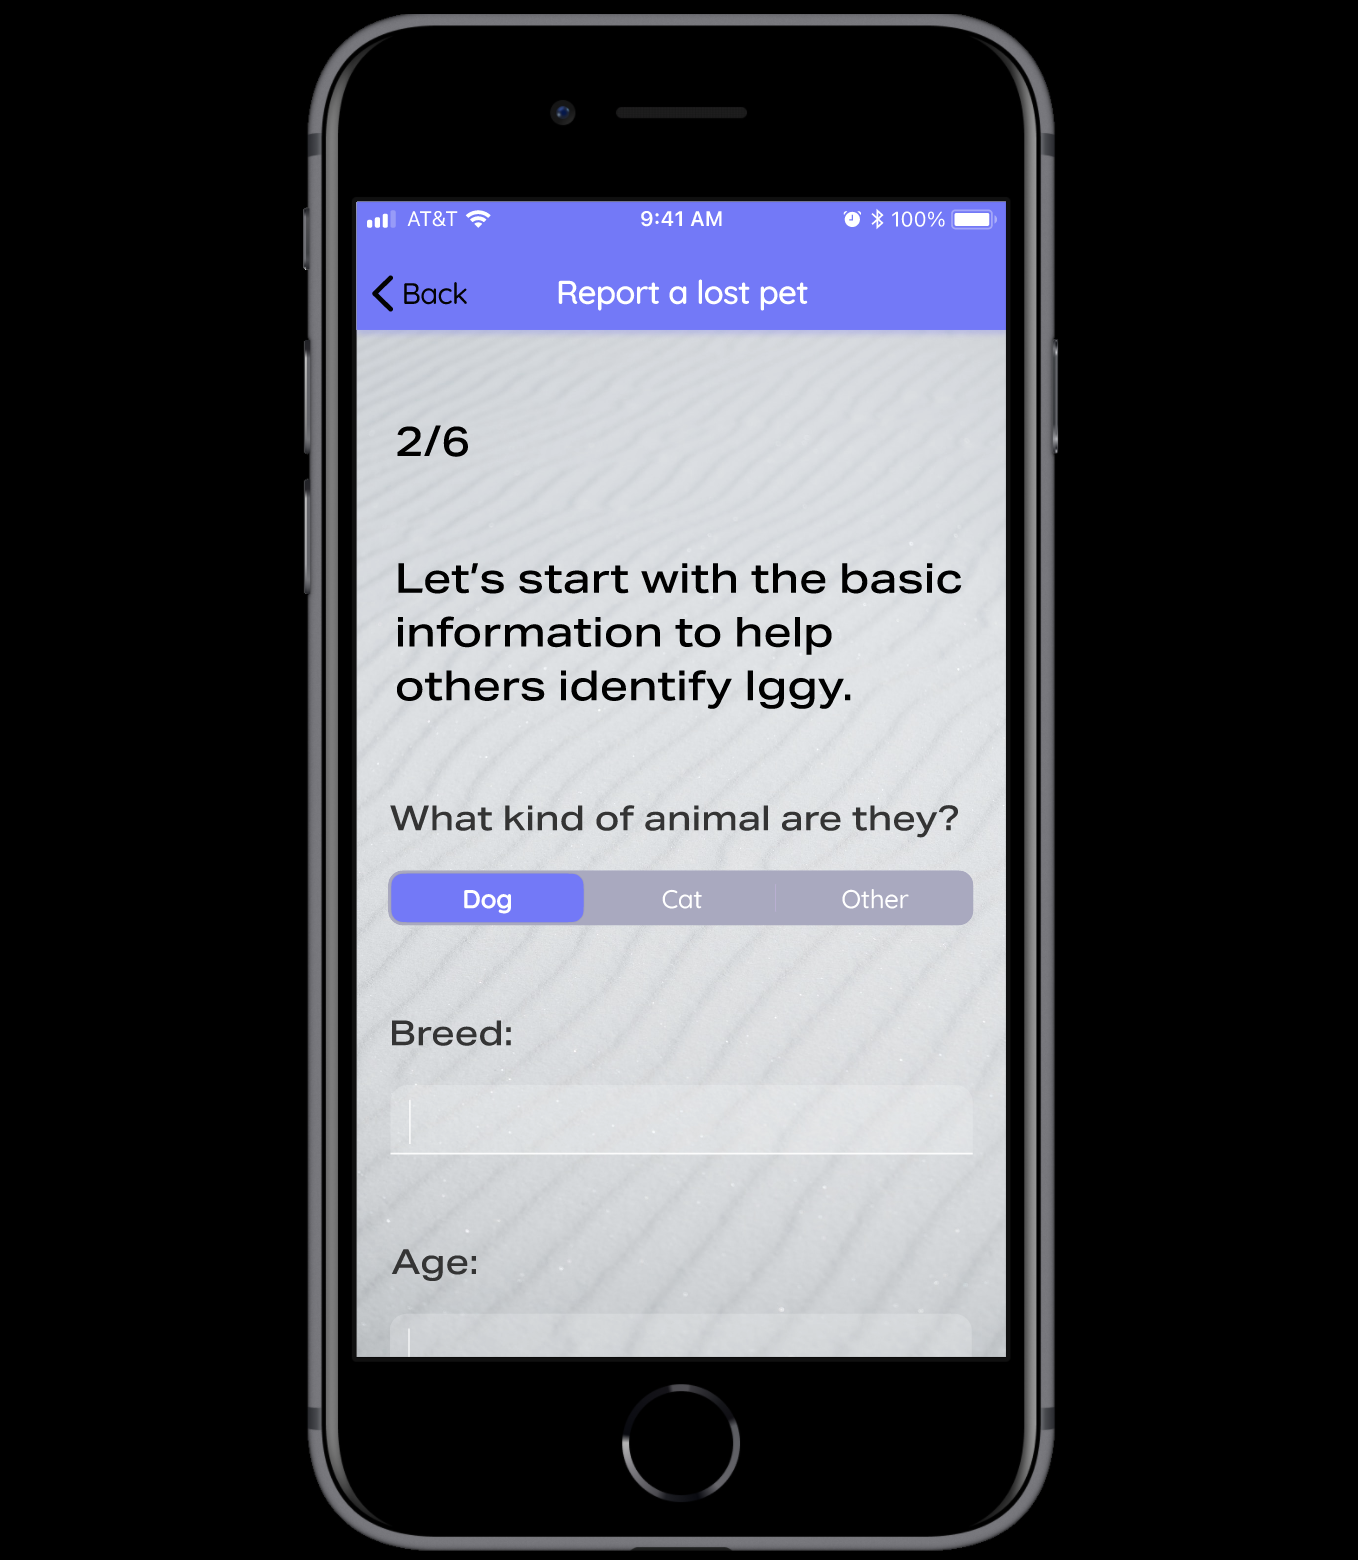 AT&T 9:41 AM 100%
Back Report a lost pet
2/6
Let's start with the basic
information to help
others identify Iggy.
What kind of animal are they?
Dog Cat Other
Breed:
Age: